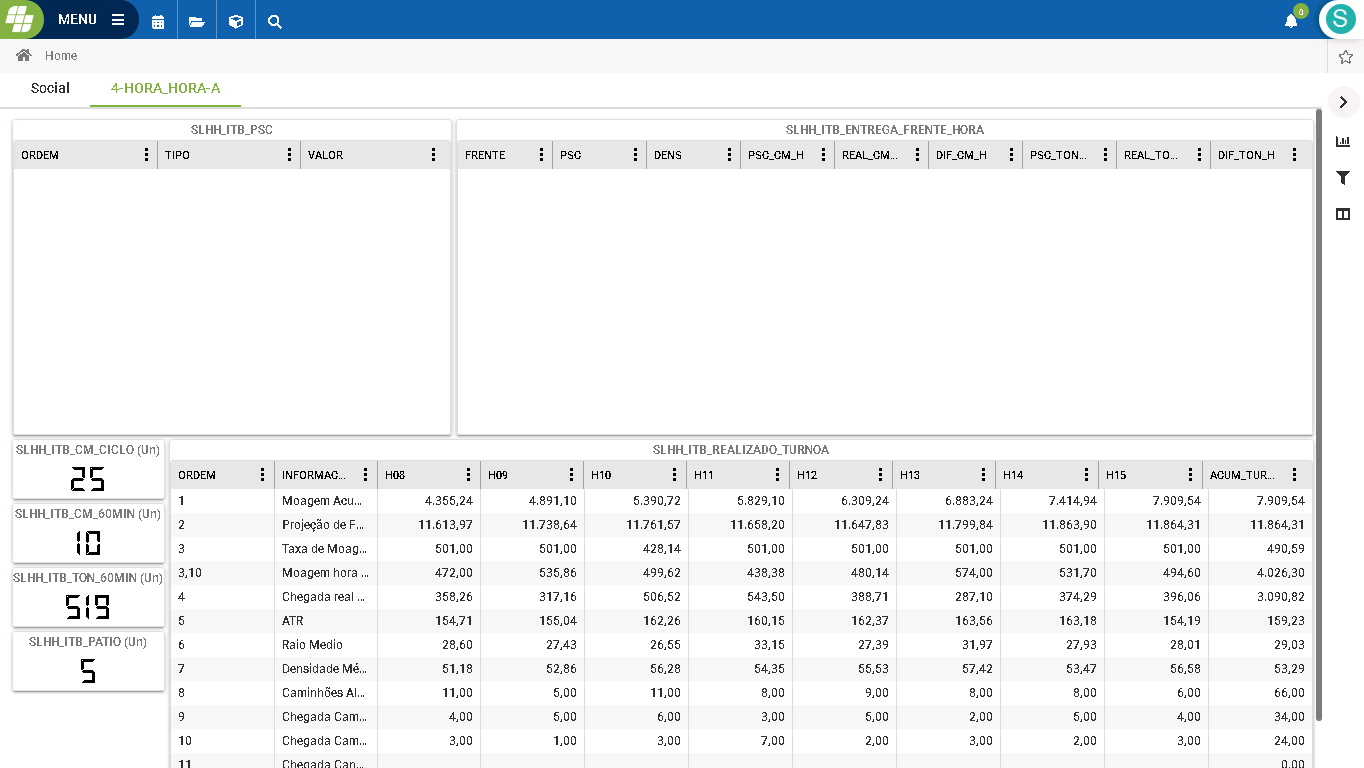 MENU
0
S
Home
Social 4-HORA_HORA-A
SLHH_ITB_PSC
ORDEM TIPO VALOR
SLHH_ITB_ENTREGA_FRENTE_HORA
FRENTE PSC DENS PSC_CM_H REAL_CM... DIF_CM_H PSC_TON... REAL_TO... DIF_TON_H
SLHH_ITB_CM_CICLO (Un)
25
SLHH_ITB_CM_60MIN (Un)
10
SLHH_ITB_TON_60MIN (Un)
519
SLHH_ITB_PATIO (Un)
5
SLHH_ITB_REALIZADO_TURNOA
ORDEM INFORMAC... H08 H09 H10 H11 H12 H13 H14 H15 ACUM_TUR...
1 Moagem Acu... 4.355,24 4.891,10 5.390,72 5.829,10 6.309,24 6.883,24 7.414,94 7.909,54 7.909,54
2 Projeção de F... 11.613,97 11.738,64 11.761,57 11.658,20 11.647,83 11.799,84 11.863,90 11.864,31 11.864,31
3 Taxa de Moag... 501,00 501,00 428,14 501,00 501,00 501,00 501,00 501,00 490,59
3,10 Moagem hora ... 472,00 535,86 499,62 438,38 480,14 574,00 531,70 494,60 4.026,30
4 Chegada real ... 358,26 317,16 506,52 543,50 388,71 287,10 374,29 396,06 3.090,82
5 ATR 154,71 155,04 162,26 160,15 162,37 163,56 163,18 154,19 159,23
6 Raio Medio 28,60 27,43 26,55 33,15 27,39 31,97 27,93 28,01 29,03
7 Densidade Mé... 51,18 52,86 56,28 54,35 55,53 57,42 53,47 56,58 53,29
8 Caminhões Al... 11,00 5,00 11,00 8,00 9,00 8,00 8,00 6,00 66,00
9 Chegada Cam... 4,00 5,00 6,00 3,00 5,00 2,00 5,00 4,00 34,00
10 Chegada Cam... 3,00 1,00 3,00 7,00 2,00 3,00 2,00 3,00 24,00
11 Chegada Can... 0,00